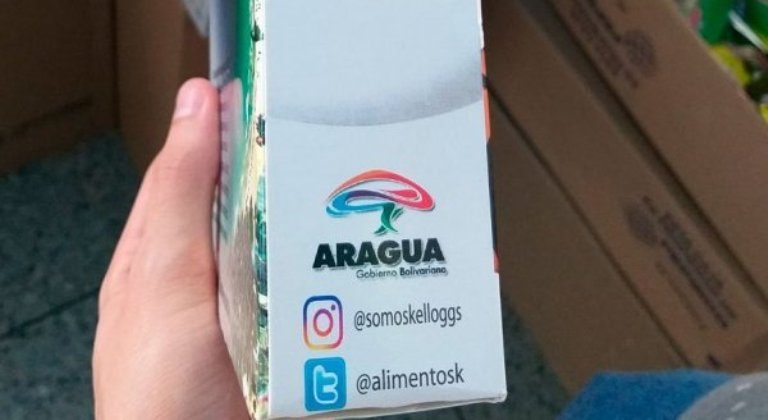 ARAGUA
Gobierno Bolivariano
@somoskelloggs
@alimentosk